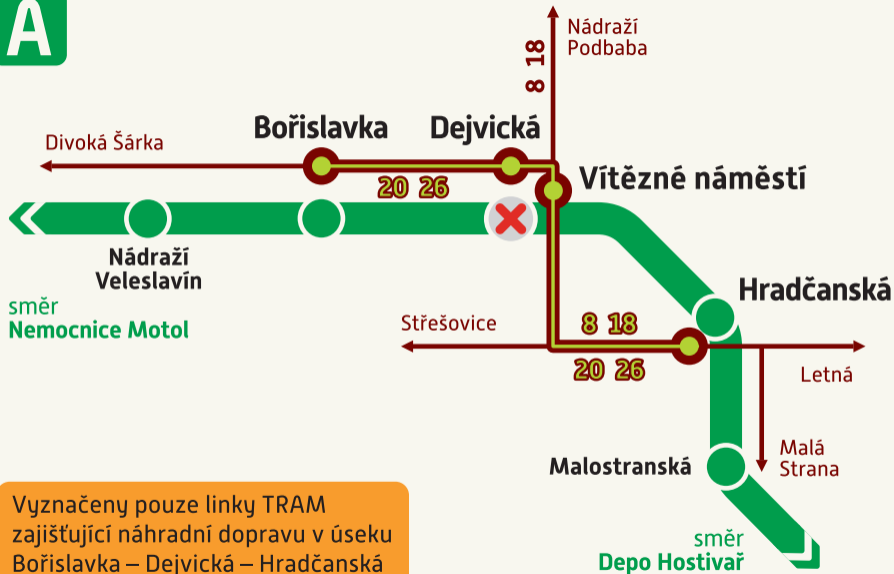 A
Nádraží
Podbaba
8 18
Divoká Šárka
Bořislavka
Dejvická
20 26
Vítězné náměstí
Nádraží
Veleslavín
směr
Nemocnice Motol
Hradčanská
Střešovice
8 18
20 26
Letná
Malostranská
Malá
Strana
Vyznačeny pouze linky TRAM
zajišťující náhradní dopravu v úseku
Bořislavka – Dejvická – Hradčanská
směr
Depo Hostivař